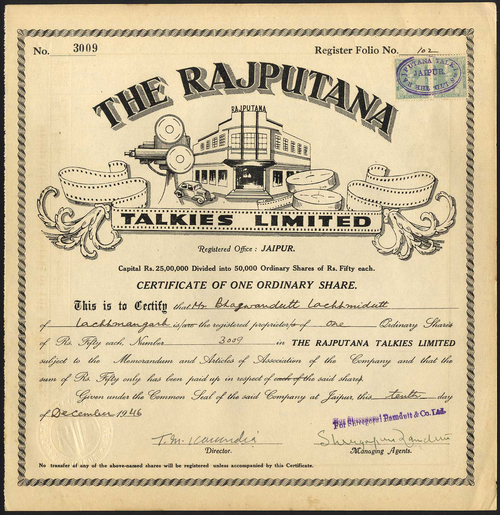 No. 3009 Register Folio No. 102
RAJPUTANA TALKIES LTD. THE
JAIPUR.
THE RAJPUTANA
RAJPUTANA
TALKIES LIMITED
Registered Office : JAIPUR.
Capital Rs. 25,00,000 Divided into 50,000 Ordinary Shares of Rs. Fifty each.
CERTIFICATE OF ONE ORDINARY SHARE.
This is to Certify that Mr Bhagwandutt Lachhmidutt
of Lachhmangarh is/are the registered proprietor/s of one Ordinary Shares
of Rs. Fifty each, Number 3009 in THE RAJPUTANA TALKIES LIMITED
subject to the Memorandum and Articles of Association of the Company and that the
sum of Rs. Fifty only has been paid up in respect of each of the said shares.
Given under the Common Seal of the said Company at Jaipur, this tenth day
of December 1946
For Shreegopal Ramdutt & Co. Ltd.
Director.
Managing Agents.
No transfer of any of the above-named shares will be registered unless accompanied by this Certificate.